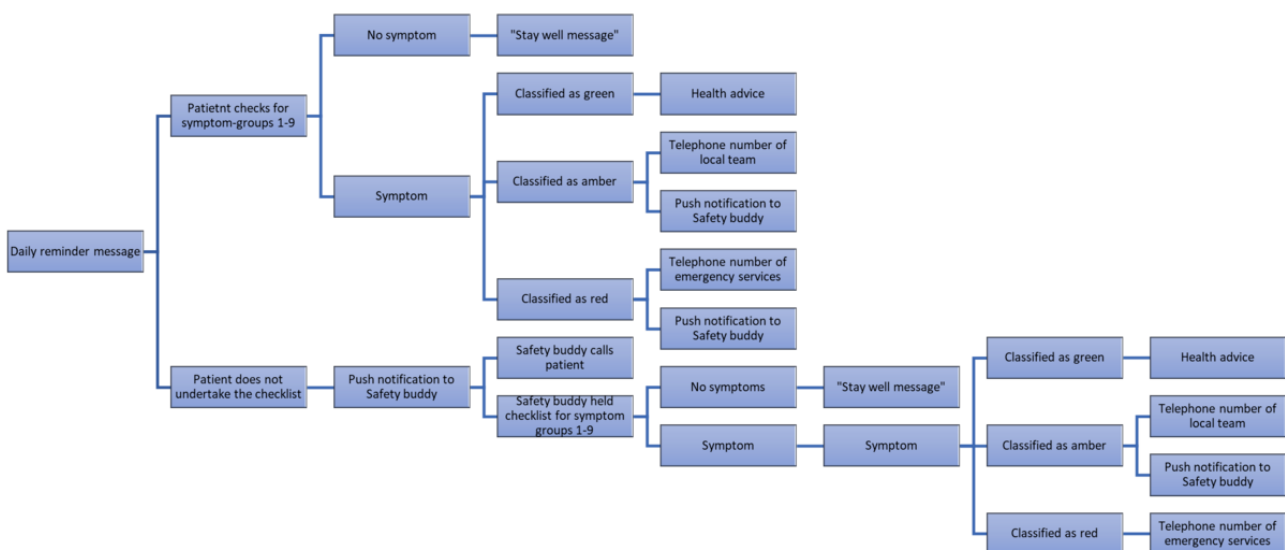 No symptom
"Stay well message"
Classified as green
Health advice
Patietnt checks for
symptom-groups 1-9
Telephone number of
local team
Symptom
Classified as amber
Push notification to
Safety buddy
Daily reminder message
Telephone number of
emergency services
Classified as red
Push notification to
Safety buddy
Patient does not
undertake the checklist
Push notification to
Safety buddy
Safety buddy calls
patient
Safety buddy held
checklist for symptom
groups 1-9
No symptoms
"Stay well message"
Symptom
Symptom
Classified as green
Health advice
Classified as amber
Telephone number of
local team
Push notification to
Safety buddy
Classified as red
Telephone number of
emergency services